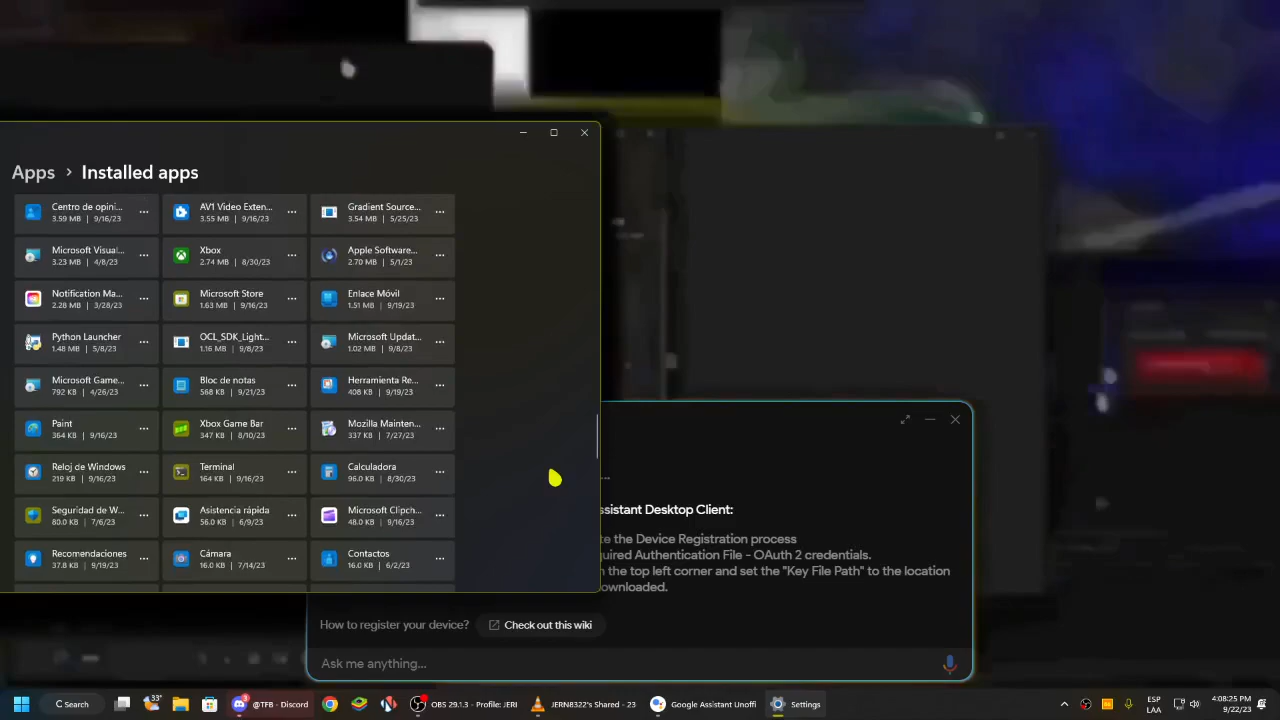 Apps > Installed apps
Centro de opini...
3.59 MB | 9/16/23
AV1 Video Exten...
3.55 MB | 9/16/23
Gradient Source...
3.54 MB | 5/25/23
Microsoft Visual...
3.23 MB | 4/8/23
Xbox
2.74 MB | 8/30/23
Apple Software...
2.70 MB | 5/1/23
Notification Ma...
2.28 MB | 3/28/23
Microsoft Store
1.63 MB | 9/16/23
Enlace Móvil
1.51 MB | 9/19/23
Python Launcher
1.48 MB | 5/8/23
OCL_SDK_Light...
1.16 MB | 9/8/23
Microsoft Updat...
1.02 MB | 9/8/23
Microsoft Game...
792 KB | 4/26/23
Bloc de notas
568 KB | 9/21/23
Herramienta Re...
408 KB | 9/19/23
Paint
364 KB | 9/16/23
Xbox Game Bar
347 KB | 8/10/23
Mozilla Mainten...
337 KB | 7/27/23
Reloj de Windows
219 KB | 9/16/23
Terminal
164 KB | 9/16/23
Calculadora
96.0 KB | 8/30/23
Seguridad de W...
80.0 KB | 7/6/23
Asistencia rápida
56.0 KB | 6/9/23
Microsoft Clipch...
48.0 KB | 9/16/23
Recomendaciones
37.8 KB | 9/19/23
Cámara
16.0 KB | 7/14/23
Contactos
16.0 KB | 6/2/23
...
ssistant Desktop Client:
te the Device Registration process
quired Authentication File - OAuth 2 credentials.
n the top left corner and set the "Key File Path" to the location
ownloaded.
How to register your device? Check out this wiki
Ask me anything...
Search
33°
3
@TFB - Discord
OBS 29.1.3 - Profile: JERI
JERN8322's Shared - 23
Google Assistant Unoffi
Settings
ESP
LAA
4:08:25 PM
9/22/23